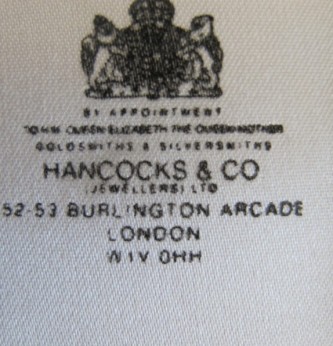 BY APPOINTMENT
TO H M QUEEN ELIZABETH THE QUEEN MOTHER
GOLDSMITHS & SILVERSMITHS
HANCOCKS & CO
(JEWELLERS) LTD
52-53 BURLINGTON ARCADE
LONDON
W1V 0HH